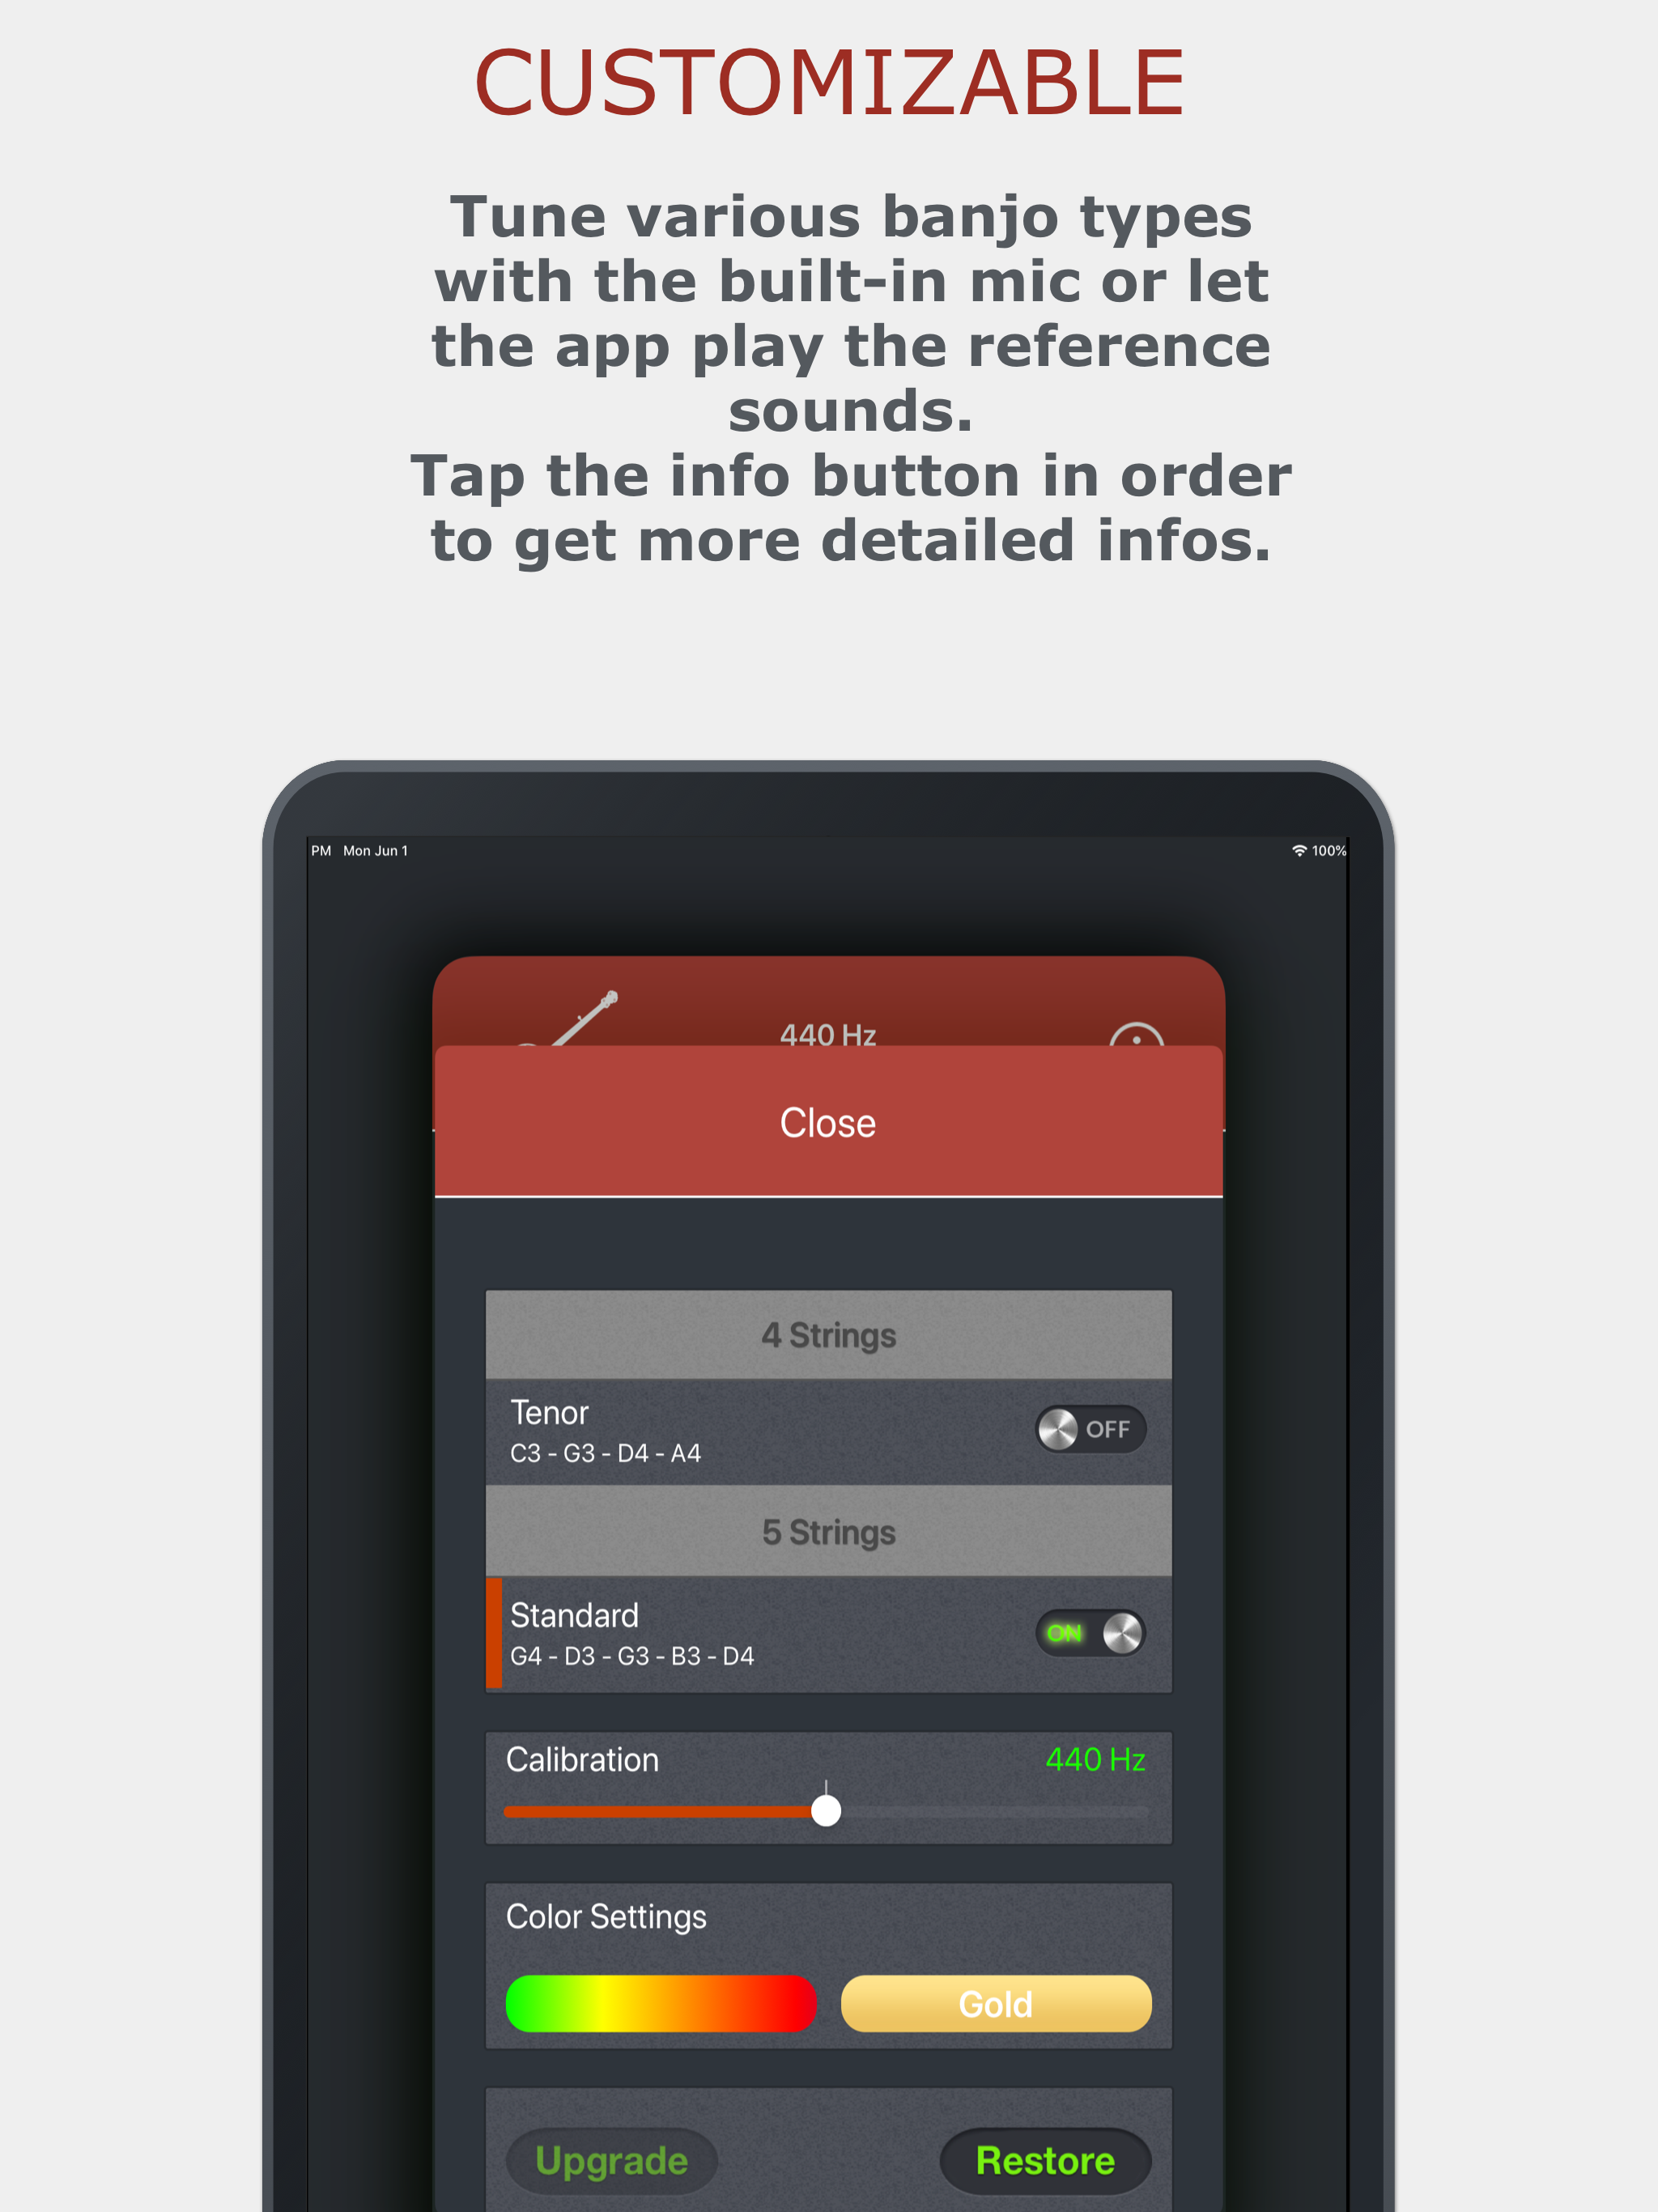 CUSTOMIZABLE
Tune various banjo types
with the built-in mic or let
the app play the reference
sounds.
Tap the info button in order
to get more detailed infos.
PM Mon Jun 1 100%
440 Hz
Close
4 Strings
Tenor
OFF
C3 - G3 - D4 - A4
5 Strings
Standard
ON
G4 - D3 - G3 - B3 - D4
Calibration 440 Hz
Color Settings
Gold
Upgrade Restore